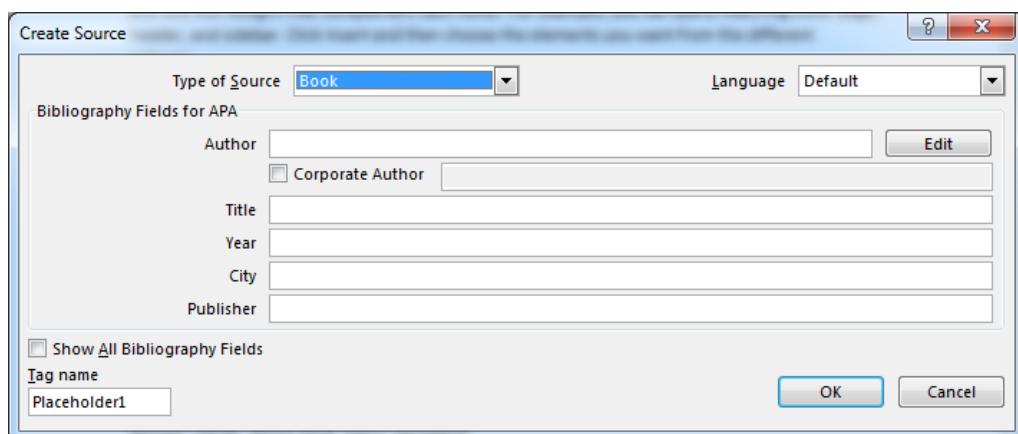 Create Source
Type of Source Book Language Default
Bibliography Fields for APA
Author Edit
Corporate Author
Title
Year
City
Publisher
Show All Bibliography Fields
Tag name
Placeholder1 OK Cancel